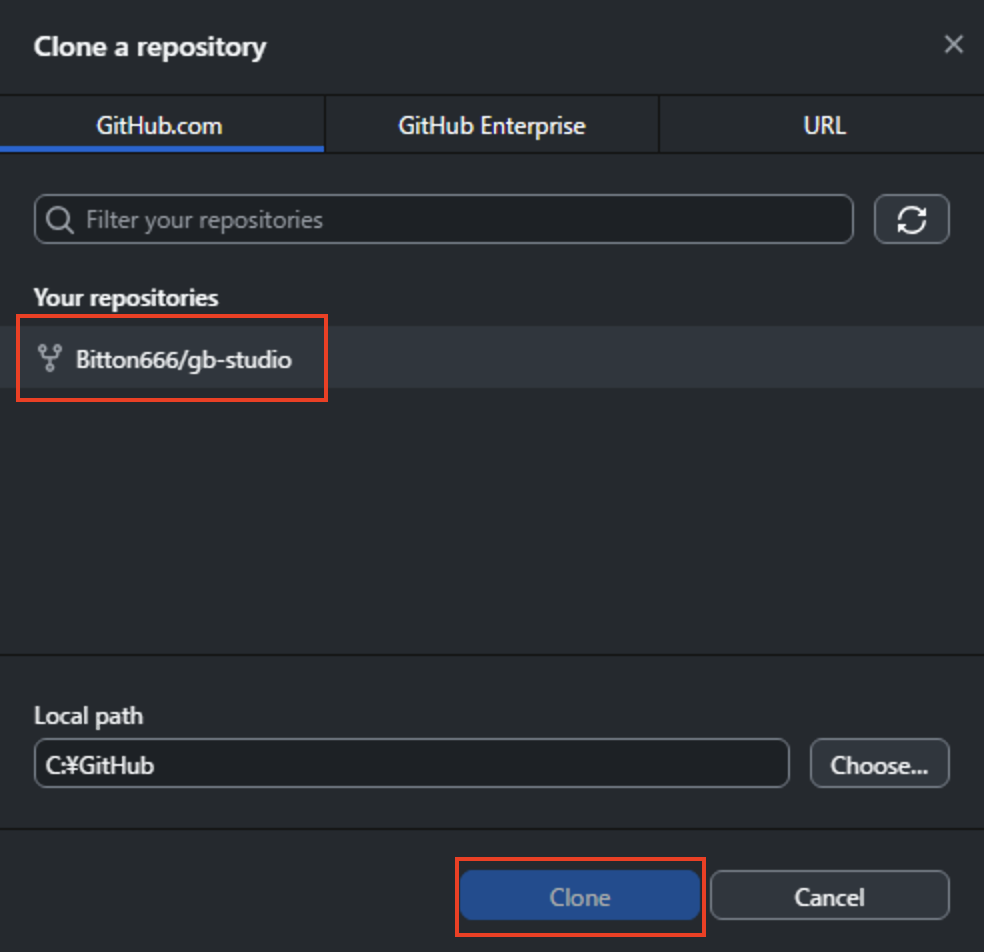 Clone a repository
GitHub.com
GitHub Enterprise
URL
Filter your repositories
Your repositories
Bitton666/gb-studio
Local path
C:¥GitHub
Choose...
Clone
Cancel